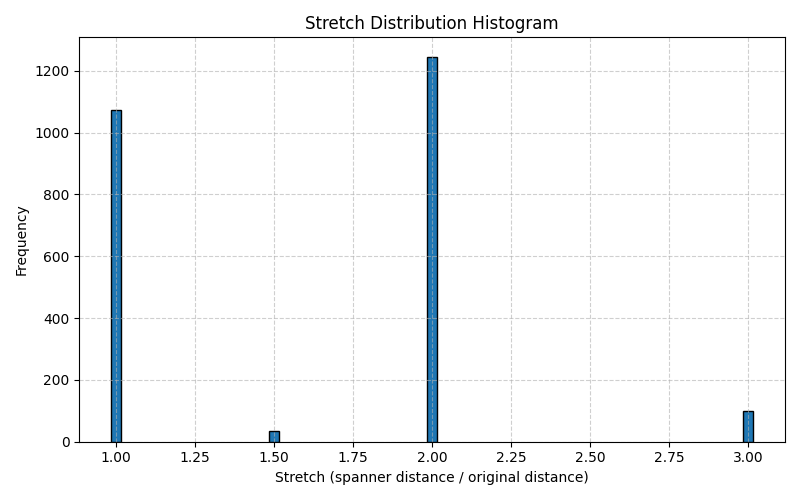 Stretch Distribution Histogram
1200
1000
800
600
400
200
0
Frequency
1.00 1.25 1.50 1.75 2.00 2.25 2.50 2.75 3.00
Stretch (spanner distance / original distance)